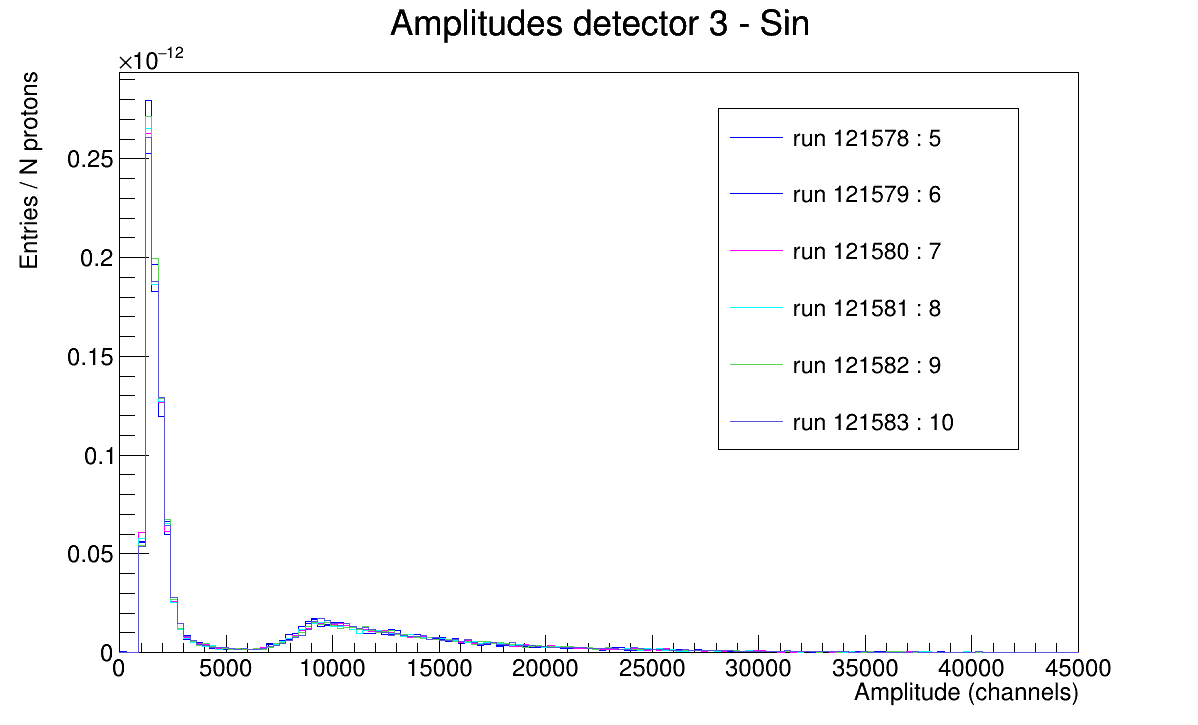 Amplitudes detector 3 - Sin
×10⁻¹²
Entries / N protons
0.25
0.2
0.15
0.1
0.05
0
0 5000 10000 15000 20000 25000 30000 35000 40000 45000
Amplitude (channels)
run 121578 : 5
run 121579 : 6
run 121580 : 7
run 121581 : 8
run 121582 : 9
run 121583 : 10